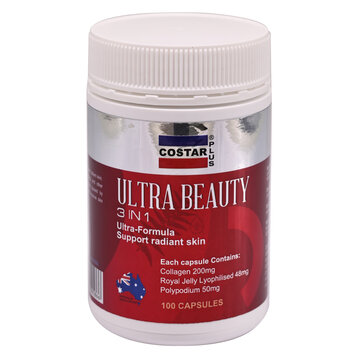 COSTAR
PLUS®
ULTRA BEAUTY
3 IN 1
Ultra-Formula
Support radiant skin
Each capsule Contains:
Collagen 200mg
Royal Jelly Lyophilised 48mg
Polypodium 50mg
100 CAPSULES